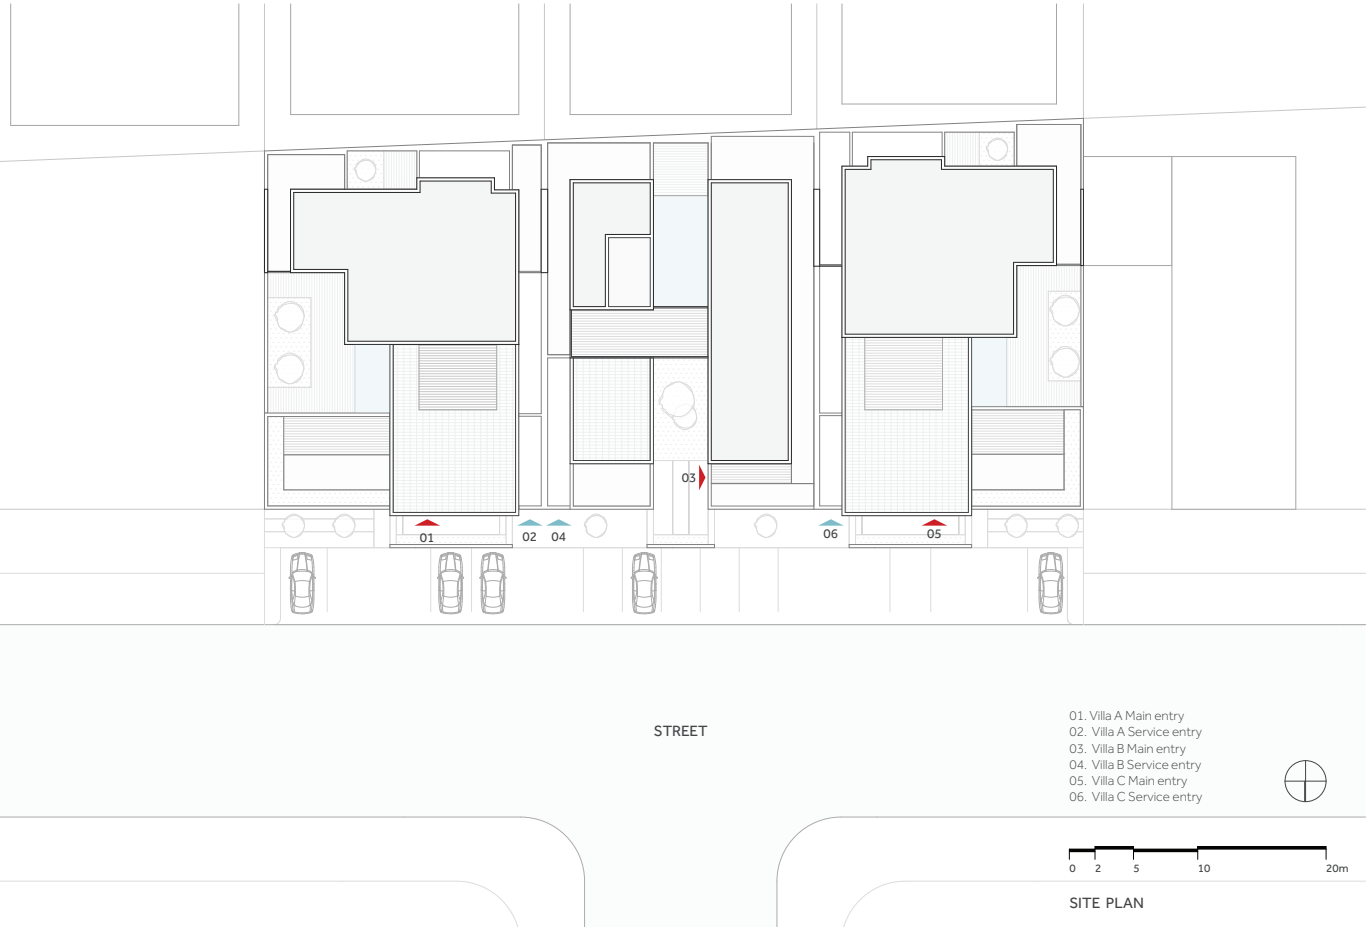 03
01
02
04
06
05
STREET
01. Villa A Main entry
02. Villa A Service entry
03. Villa B Main entry
04. Villa B Service entry
05. Villa C Main entry
06. Villa C Service entry
0 2 5 10 20m
SITE PLAN